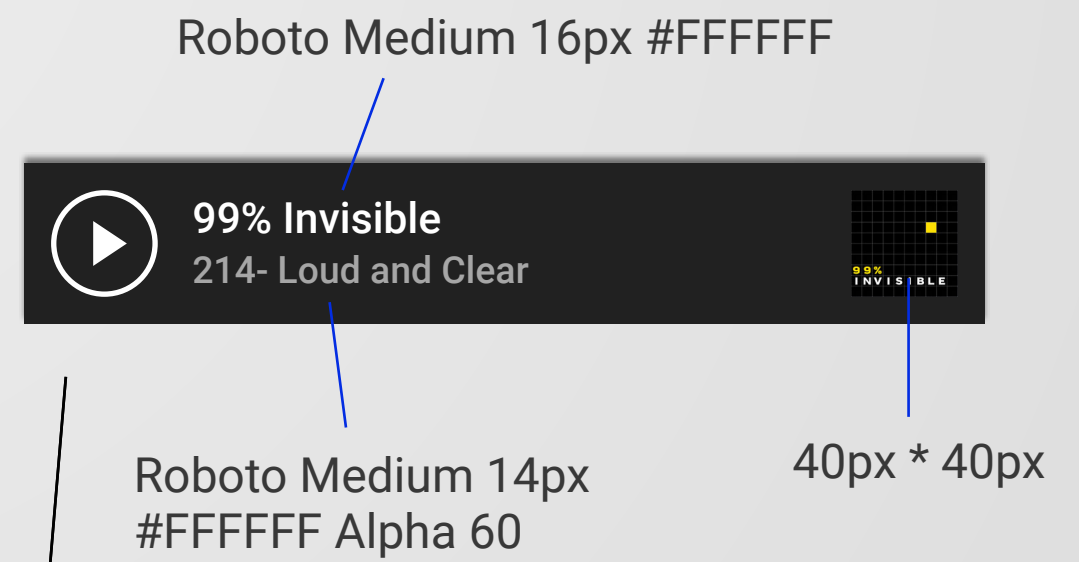 Roboto Medium 16px #FFFFFF
99% Invisible
214- Loud and Clear
99%
INVISIBLE
Roboto Medium 14px
#FFFFFF Alpha 60
40px * 40px